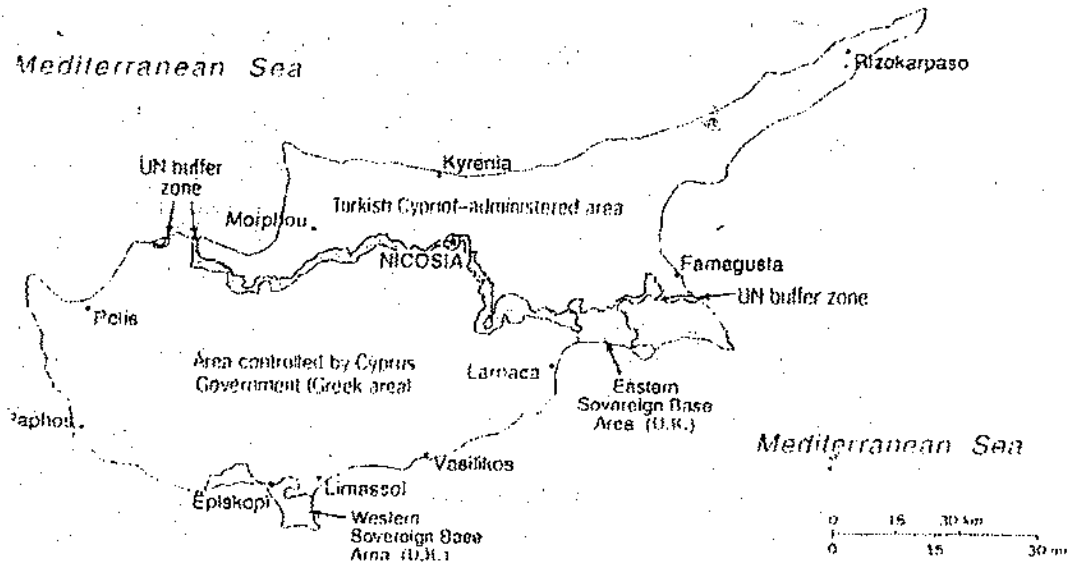 Mediterranean Sea
Rizokarpaso
Kyrenia
UN buffer
zone
Morphou
Turkish Cypriot-administered area
NICOSIA
Famagusta
UN buffer zone
Polis
Area controlled by Cyprus
Government (Greek area)
Larnaca
Eastern
Sovereign Base
Area (U.K.)
Paphos
Mediterranean Sea
Vasilikos
Episkopi
Limassol
Western
Sovereign Base
Area (U.K.)
0 15 30 km
0 15 30 mi